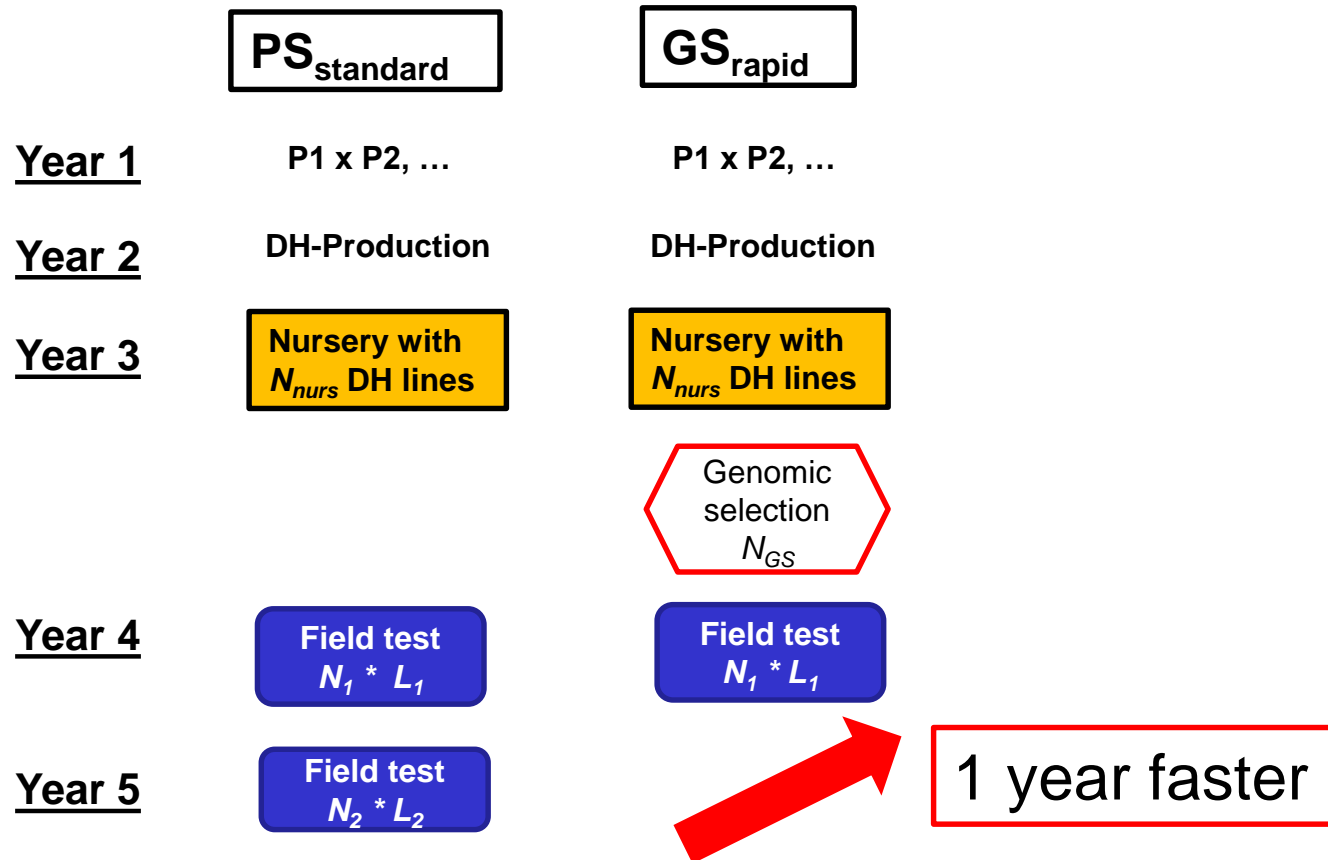 PSstandard GSrapid
Year 1 P1 x P2, … P1 x P2, …
Year 2 DH-Production DH-Production
Year 3
Nursery with
Nnurs DH lines
Nursery with
Nnurs DH lines
Genomic
selection
NGS
Year 4
Field test
N1 * L1
Field test
N1 * L1
Year 5
Field test
N2 * L2
1 year faster